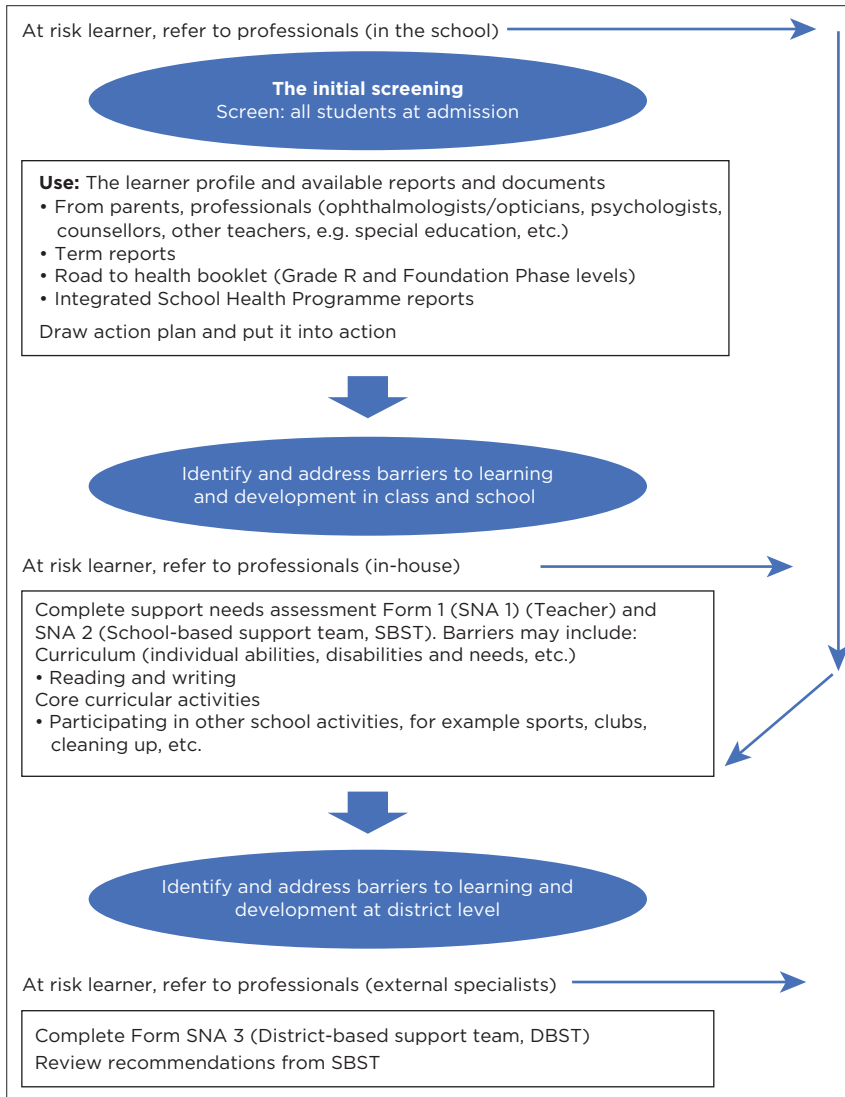 At risk learner, refer to professionals (in the school)
The initial screening
Screen: all students at admission
Use: The learner profile and available reports and documents
• From parents, professionals (ophthalmologists/opticians, psychologists,
counsellors, other teachers, e.g. special education, etc.)
• Term reports
• Road to health booklet (Grade R and Foundation Phase levels)
• Integrated School Health Programme reports
Draw action plan and put it into action
Identify and address barriers to learning
and development in class and school
At risk learner, refer to professionals (in-house)
Complete support needs assessment Form 1 (SNA 1) (Teacher) and
SNA 2 (School-based support team, SBST). Barriers may include:
Curriculum (individual abilities, disabilities and needs, etc.)
• Reading and writing
Core curricular activities
• Participating in other school activities, for example sports, clubs,
cleaning up, etc.
Identify and address barriers to learning and
development at district level
At risk learner, refer to professionals (external specialists)
Complete Form SNA 3 (District-based support team, DBST)
Review recommendations from SBST